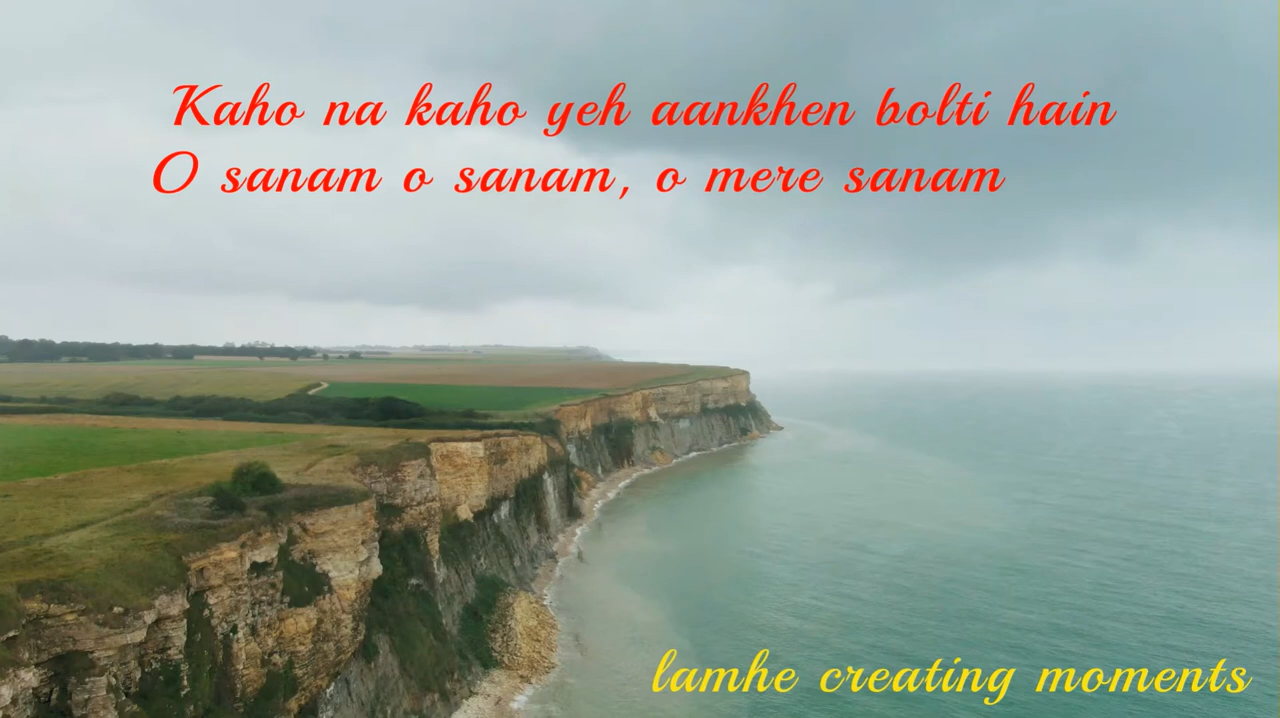 Kaho na kaho yeh aankhen bolti hain
O sanam o sanam, o mere sanam
lamhe creating moments